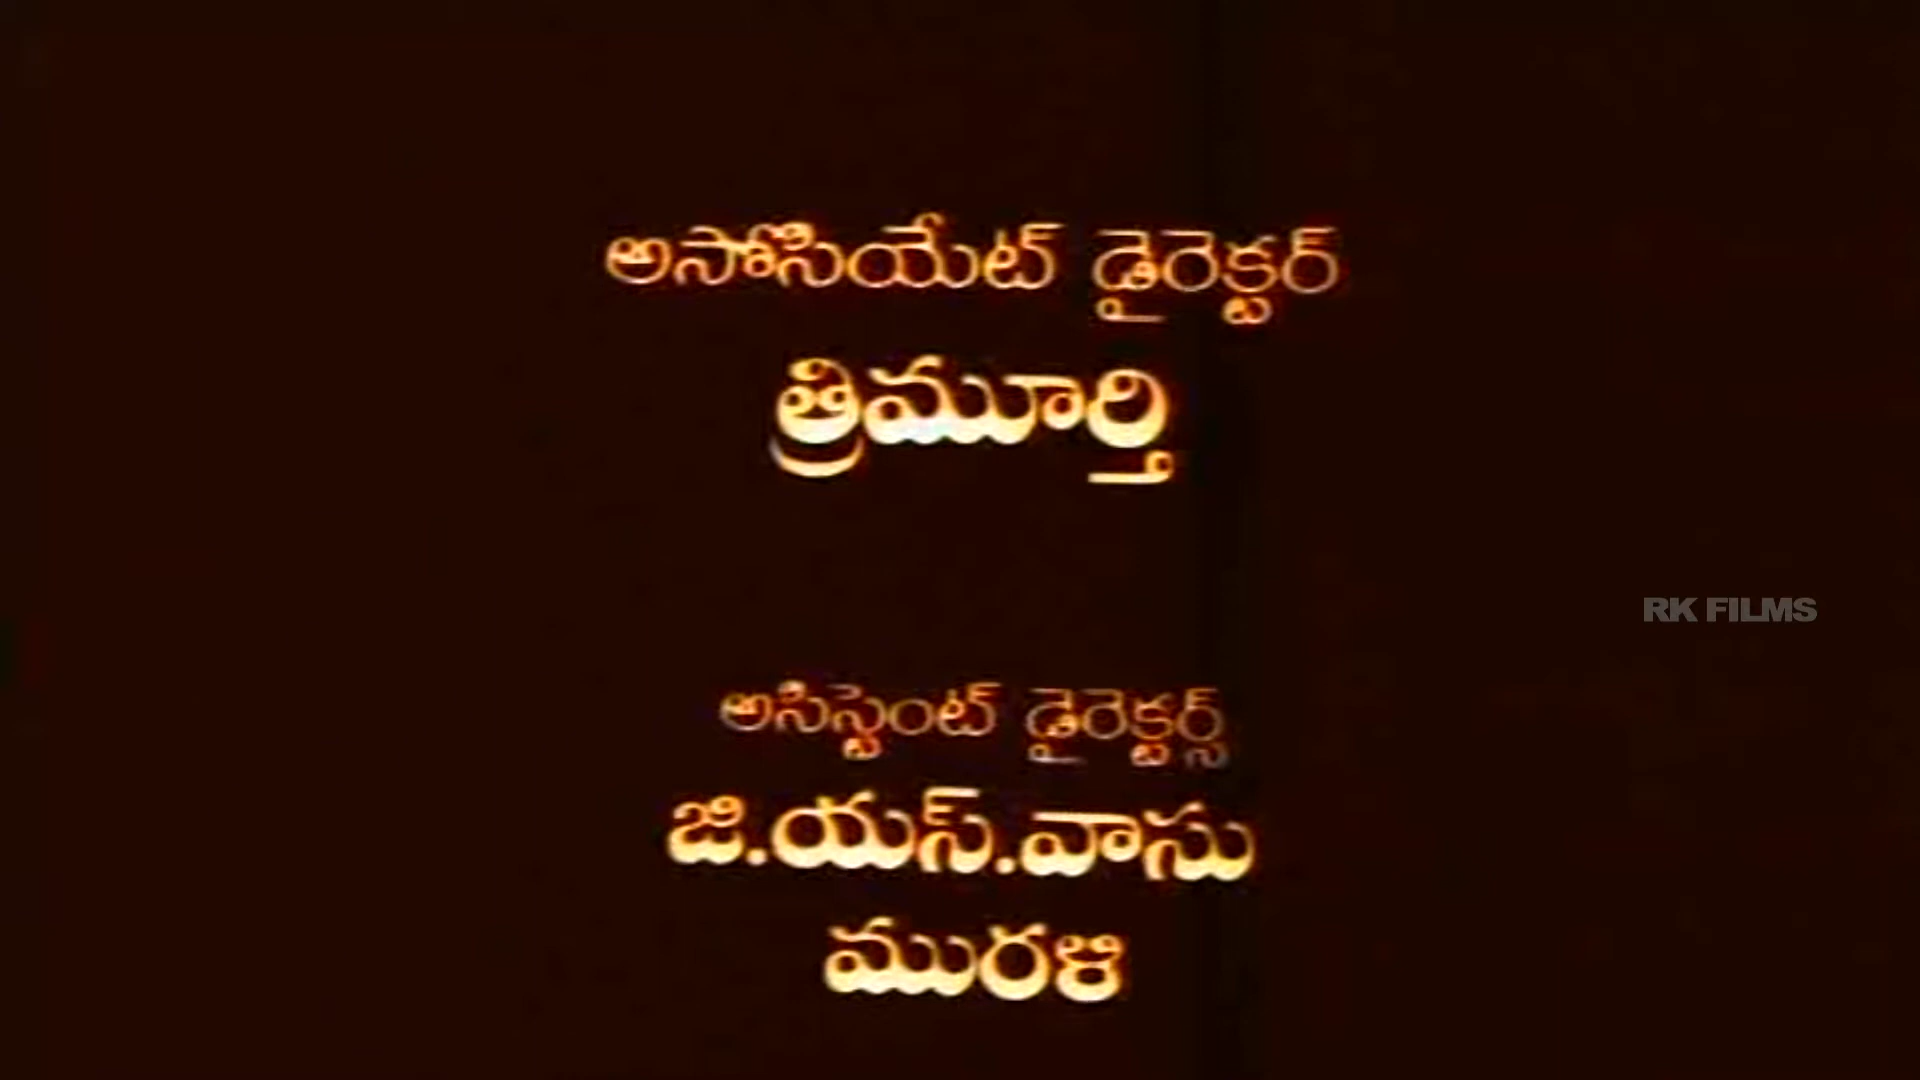 అసోసియేట్ డైరెక్టర్
త్రిమూర్తి
RK FILMS
అసిస్టెంట్ డైరెక్టర్స్
జి.యస్.వాసు
మురళి